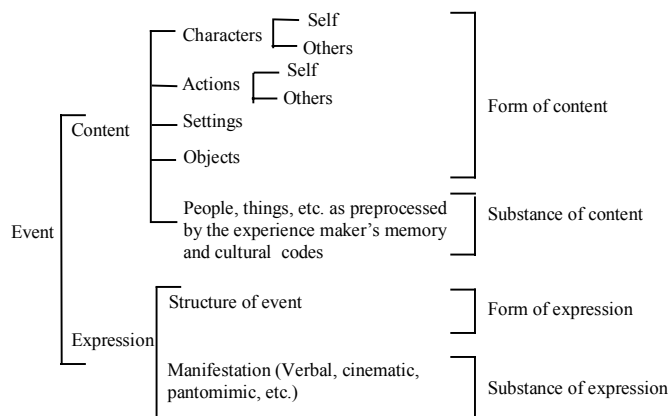 Characters
Self
Others
Actions
Self
Others
Settings
Objects
Content
Form of content
People, things, etc. as preprocessed
by the experience maker's memory
and cultural codes
Substance of content
Event
Structure of event
Form of expression
Expression
Manifestation (Verbal, cinematic,
pantomimic, etc.)
Substance of expression